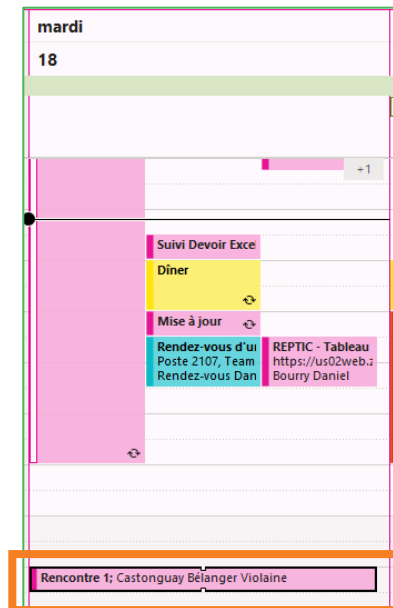 mardi
18
+1
Suivi Devoir Excel
Dîner
Mise à jour
Rendez-vous d'u
Poste 2107, Team
Rendez-vous Dan
REPTIC - Tableau
https://us02web.z
Bourry Daniel
Rencontre 1; Castonguay Bélanger Violaine